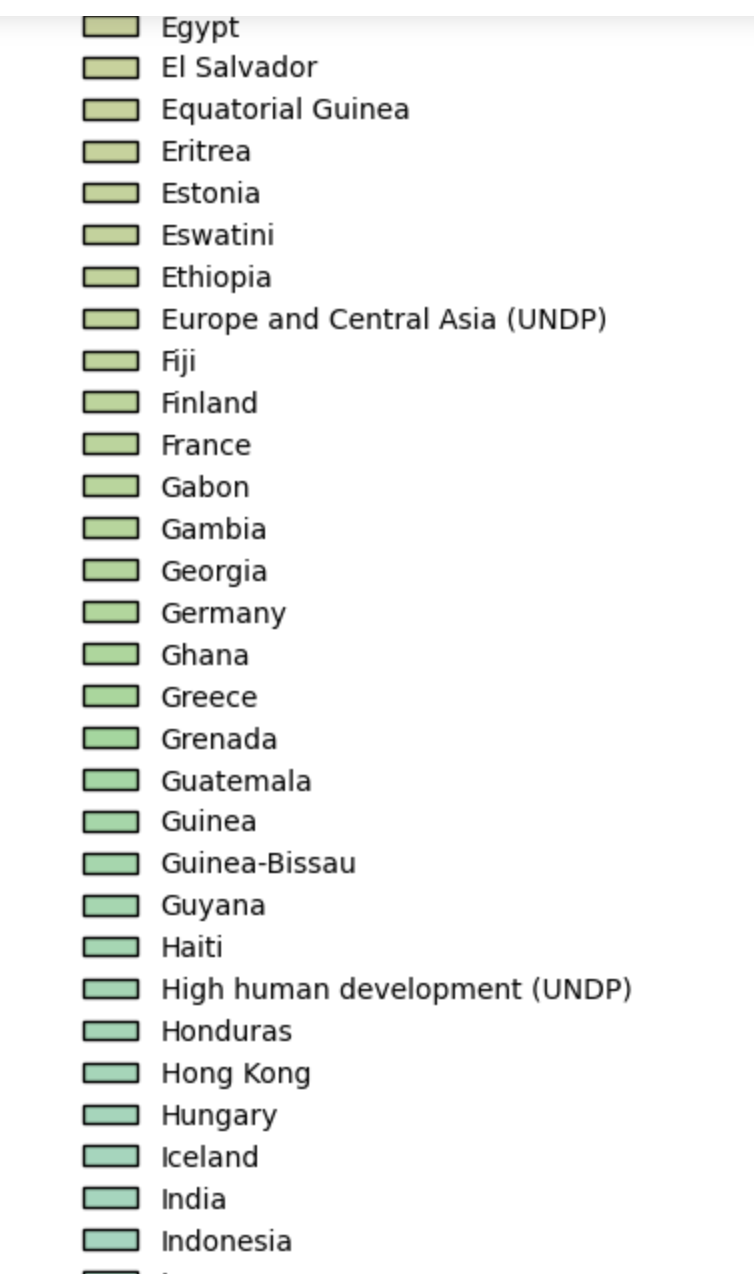 Egypt
El Salvador
Equatorial Guinea
Eritrea
Estonia
Eswatini
Ethiopia
Europe and Central Asia (UNDP)
Fiji
Finland
France
Gabon
Gambia
Georgia
Germany
Ghana
Greece
Grenada
Guatemala
Guinea
Guinea-Bissau
Guyana
Haiti
High human development (UNDP)
Honduras
Hong Kong
Hungary
Iceland
India
Indonesia